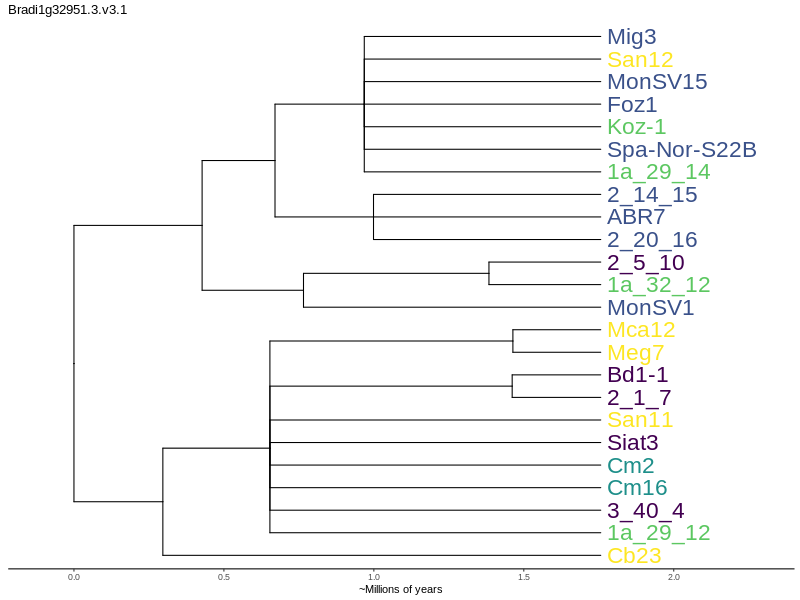 Bradi1g32951.3.v3.1
Mig3
San12
MonSV15
Foz1
Koz-1
Spa-Nor-S22B
1a_29_14
2_14_15
ABR7
2_20_16
2_5_10
1a_32_12
MonSV1
Mca12
Meg7
Bd1-1
2_1_7
San11
Siat3
Cm2
Cm16
3_40_4
1a_29_12
Cb23
0.0 0.5 1.0 1.5 2.0
~Millions of years